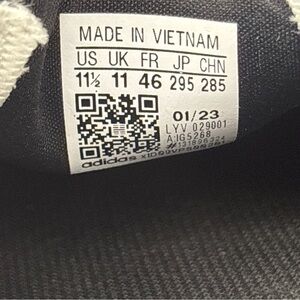 MADE IN VIETNAM
US UK FR JP CHN
11½ 11 46 295 285
01/23
LYV 029001
adidas